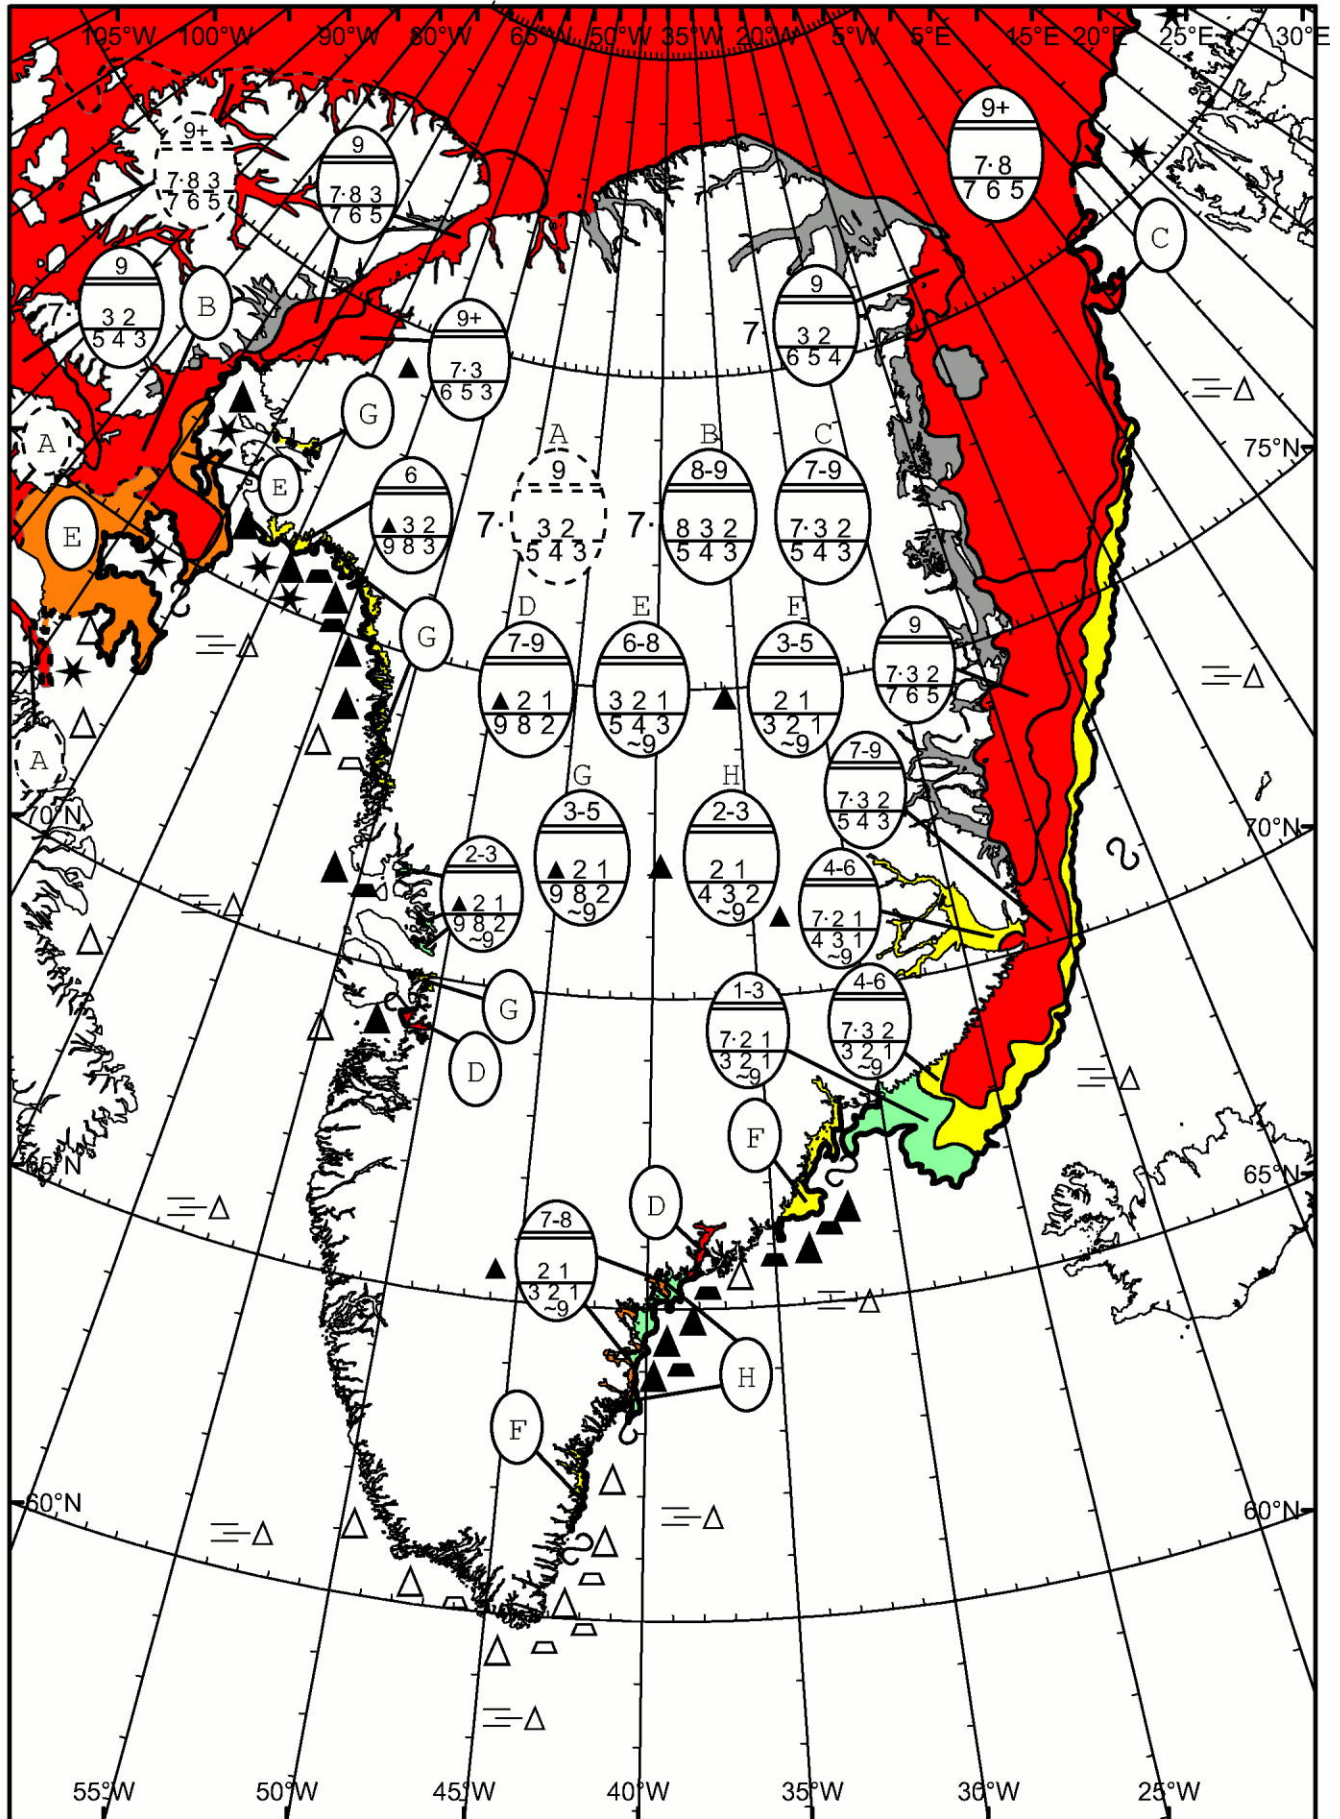 105°W 100°W 90°W 80°W 65°W 50°W 35°W 20°W 5°W 5°E 15°E 20°E 25°E 30°E
9+
7·8 3
7 6 5
9
7·8 3
7 6 5
9+
7·8
7 6 5
C
9
7·
3 2
5 4 3
B
9
7·
3 2
6 5 4
9+
7·3
6 5 3
G
A
E
E
75°N
6
▲3 2
9 8 3
A
9
7·
3 2
5 4 3
B
8-9
7·
8 3 2
5 4 3
C
7-9
7·3 2
5 4 3
G
D
7-9
▲2 1
9 8 2
E
6-8
3 2 1
5 4 3
~9
F
3-5
▲
2 1
3 2 1
~9
9
7·3 2
7 6 5
A
70°N
70°N
7-9
7·3 2
5 4 3
G
3-5
▲2 1
9 8 2
~9
H
2-3
▲
2 1
4 3 2
~9
2-3
▲2 1
9 8 2
~9
4-6
▲
7·2 1
4 3 1
~9
G
D
1-3
7·2 1
3 2 1
~9
4-6
7·3 2
3 2 1
~9
F
65°N
65°N
D
7-8
▲
2 1
3 2 1
~9
H
F
60°N
60°N
55°W 50°W 45°W 40°W 35°W 30°W 25°W